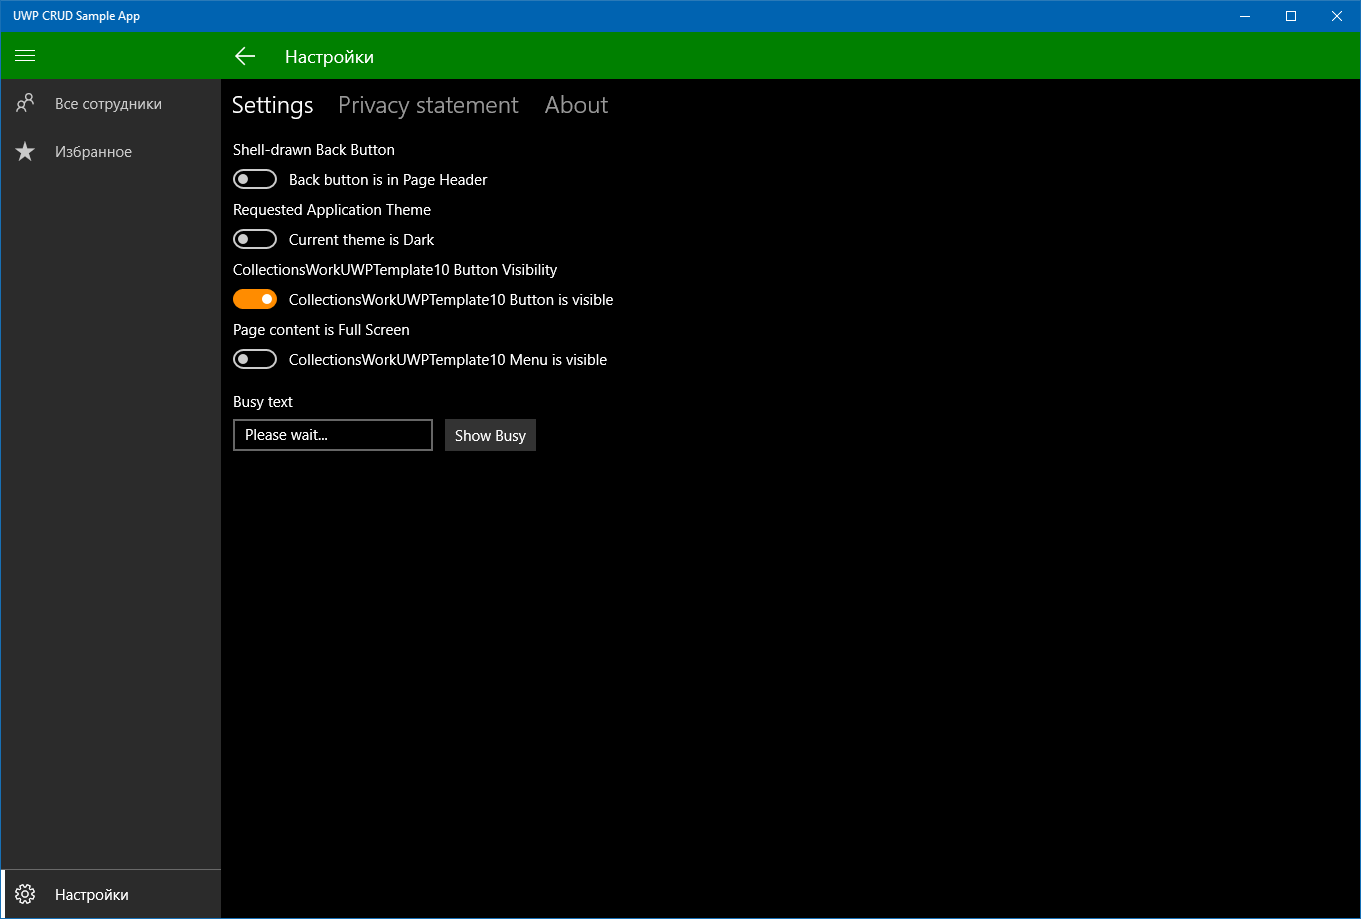 UWP CRUD Sample App
Настройки
Все сотрудники
Избранное
Settings Privacy statement About
Shell-drawn Back Button
Back button is in Page Header
Requested Application Theme
Current theme is Dark
CollectionsWorkUWPTemplate10 Button Visibility
CollectionsWorkUWPTemplate10 Button is visible
Page content is Full Screen
CollectionsWorkUWPTemplate10 Menu is visible
Busy text
Please wait... Show Busy
Настройки